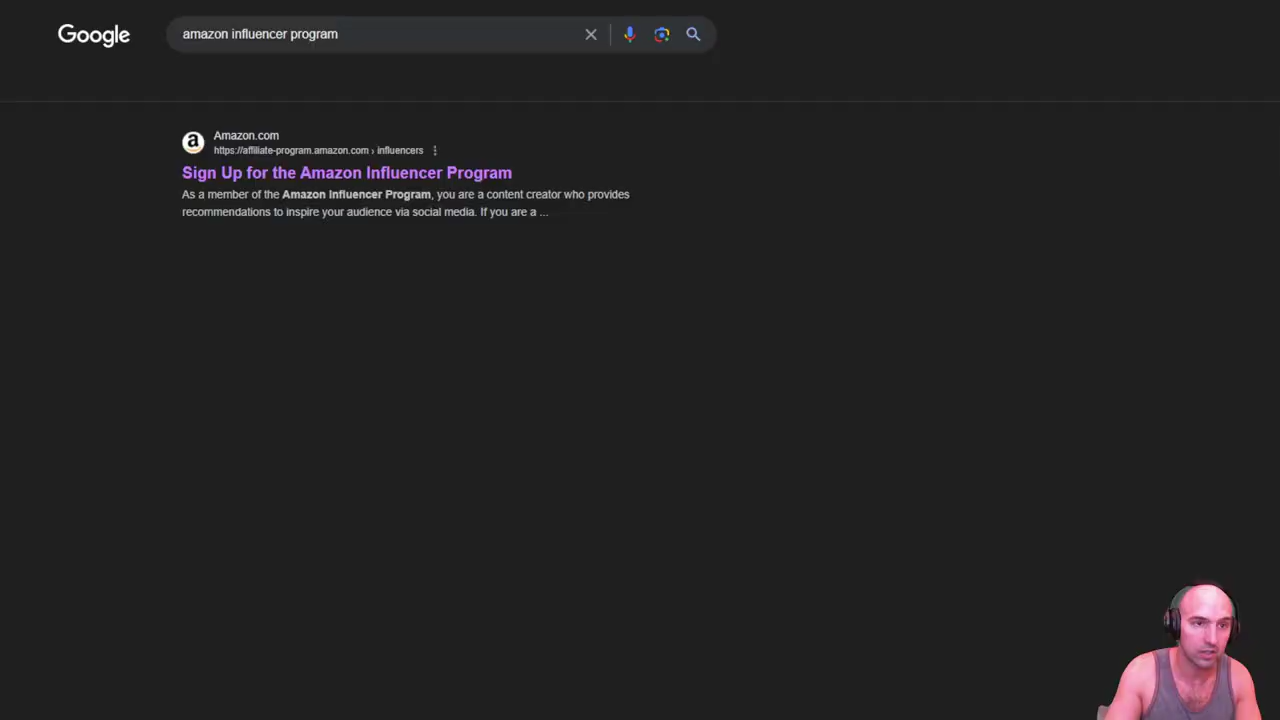 Google
amazon influencer program
a
Amazon.com
https://affiliate-program.amazon.com › influencers
Sign Up for the Amazon Influencer Program
As a member of the Amazon Influencer Program, you are a content creator who provides
recommendations to inspire your audience via social media. If you are a ...